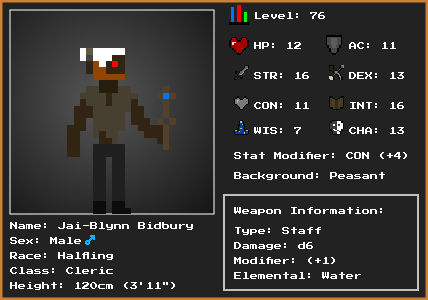 Level: 76
HP: 12 AC: 11
STR: 16 DEX: 13
CON: 11 INT: 16
WIS: 7 CHA: 13
Stat Modifier: CON (+4)
Background: Peasant
Name: Jai-Blynn Bidbury
Sex: Male ♂
Race: Halfling
Class: Cleric
Height: 120cm (3'11")
Weapon Information:
Type: Staff
Damage: d6
Modifier: (+1)
Elemental: Water